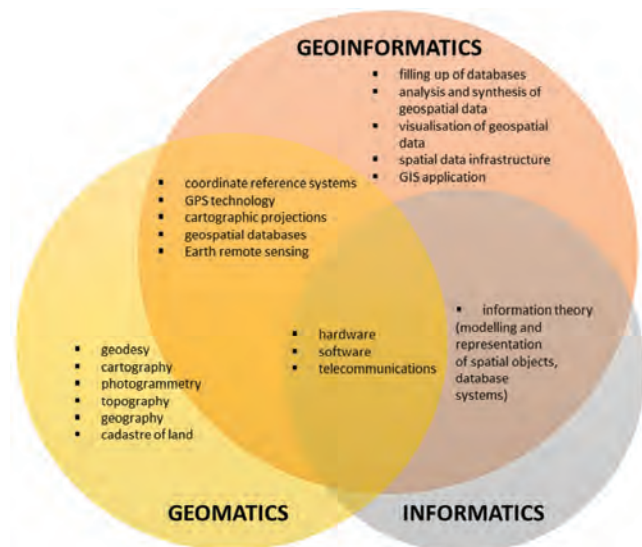 GEOINFORMATICS
▪ filling up of databases
▪ analysis and synthesis of
geospatial data
▪ visualisation of geospatial
data
▪ spatial data infrastructure
▪ GIS application
▪ coordinate reference systems
▪ GPS technology
▪ cartographic projections
▪ geospatial databases
▪ Earth remote sensing
▪ hardware
▪ software
▪ telecommunications
▪ information theory
(modelling and
representation
of spatial objects,
database
systems)
▪ geodesy
▪ cartography
▪ photogrammetry
▪ topography
▪ geography
▪ cadastre of land
GEOMATICS
INFORMATICS